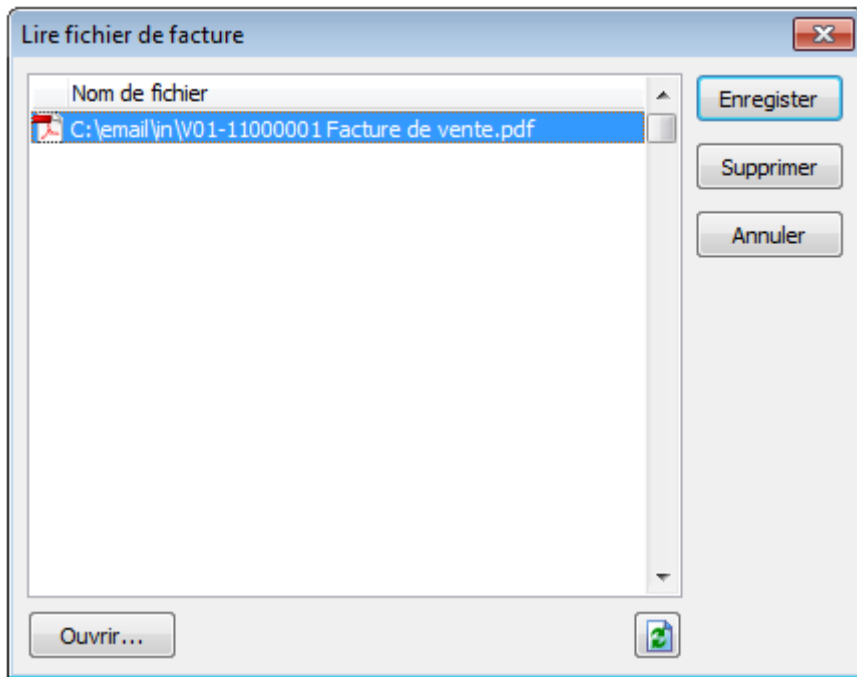 Lire fichier de facture
Nom de fichier
C:\email\in\V01-11000001 Facture de vente.pdf
Enregister
Supprimer
Annuler
Ouvrir...